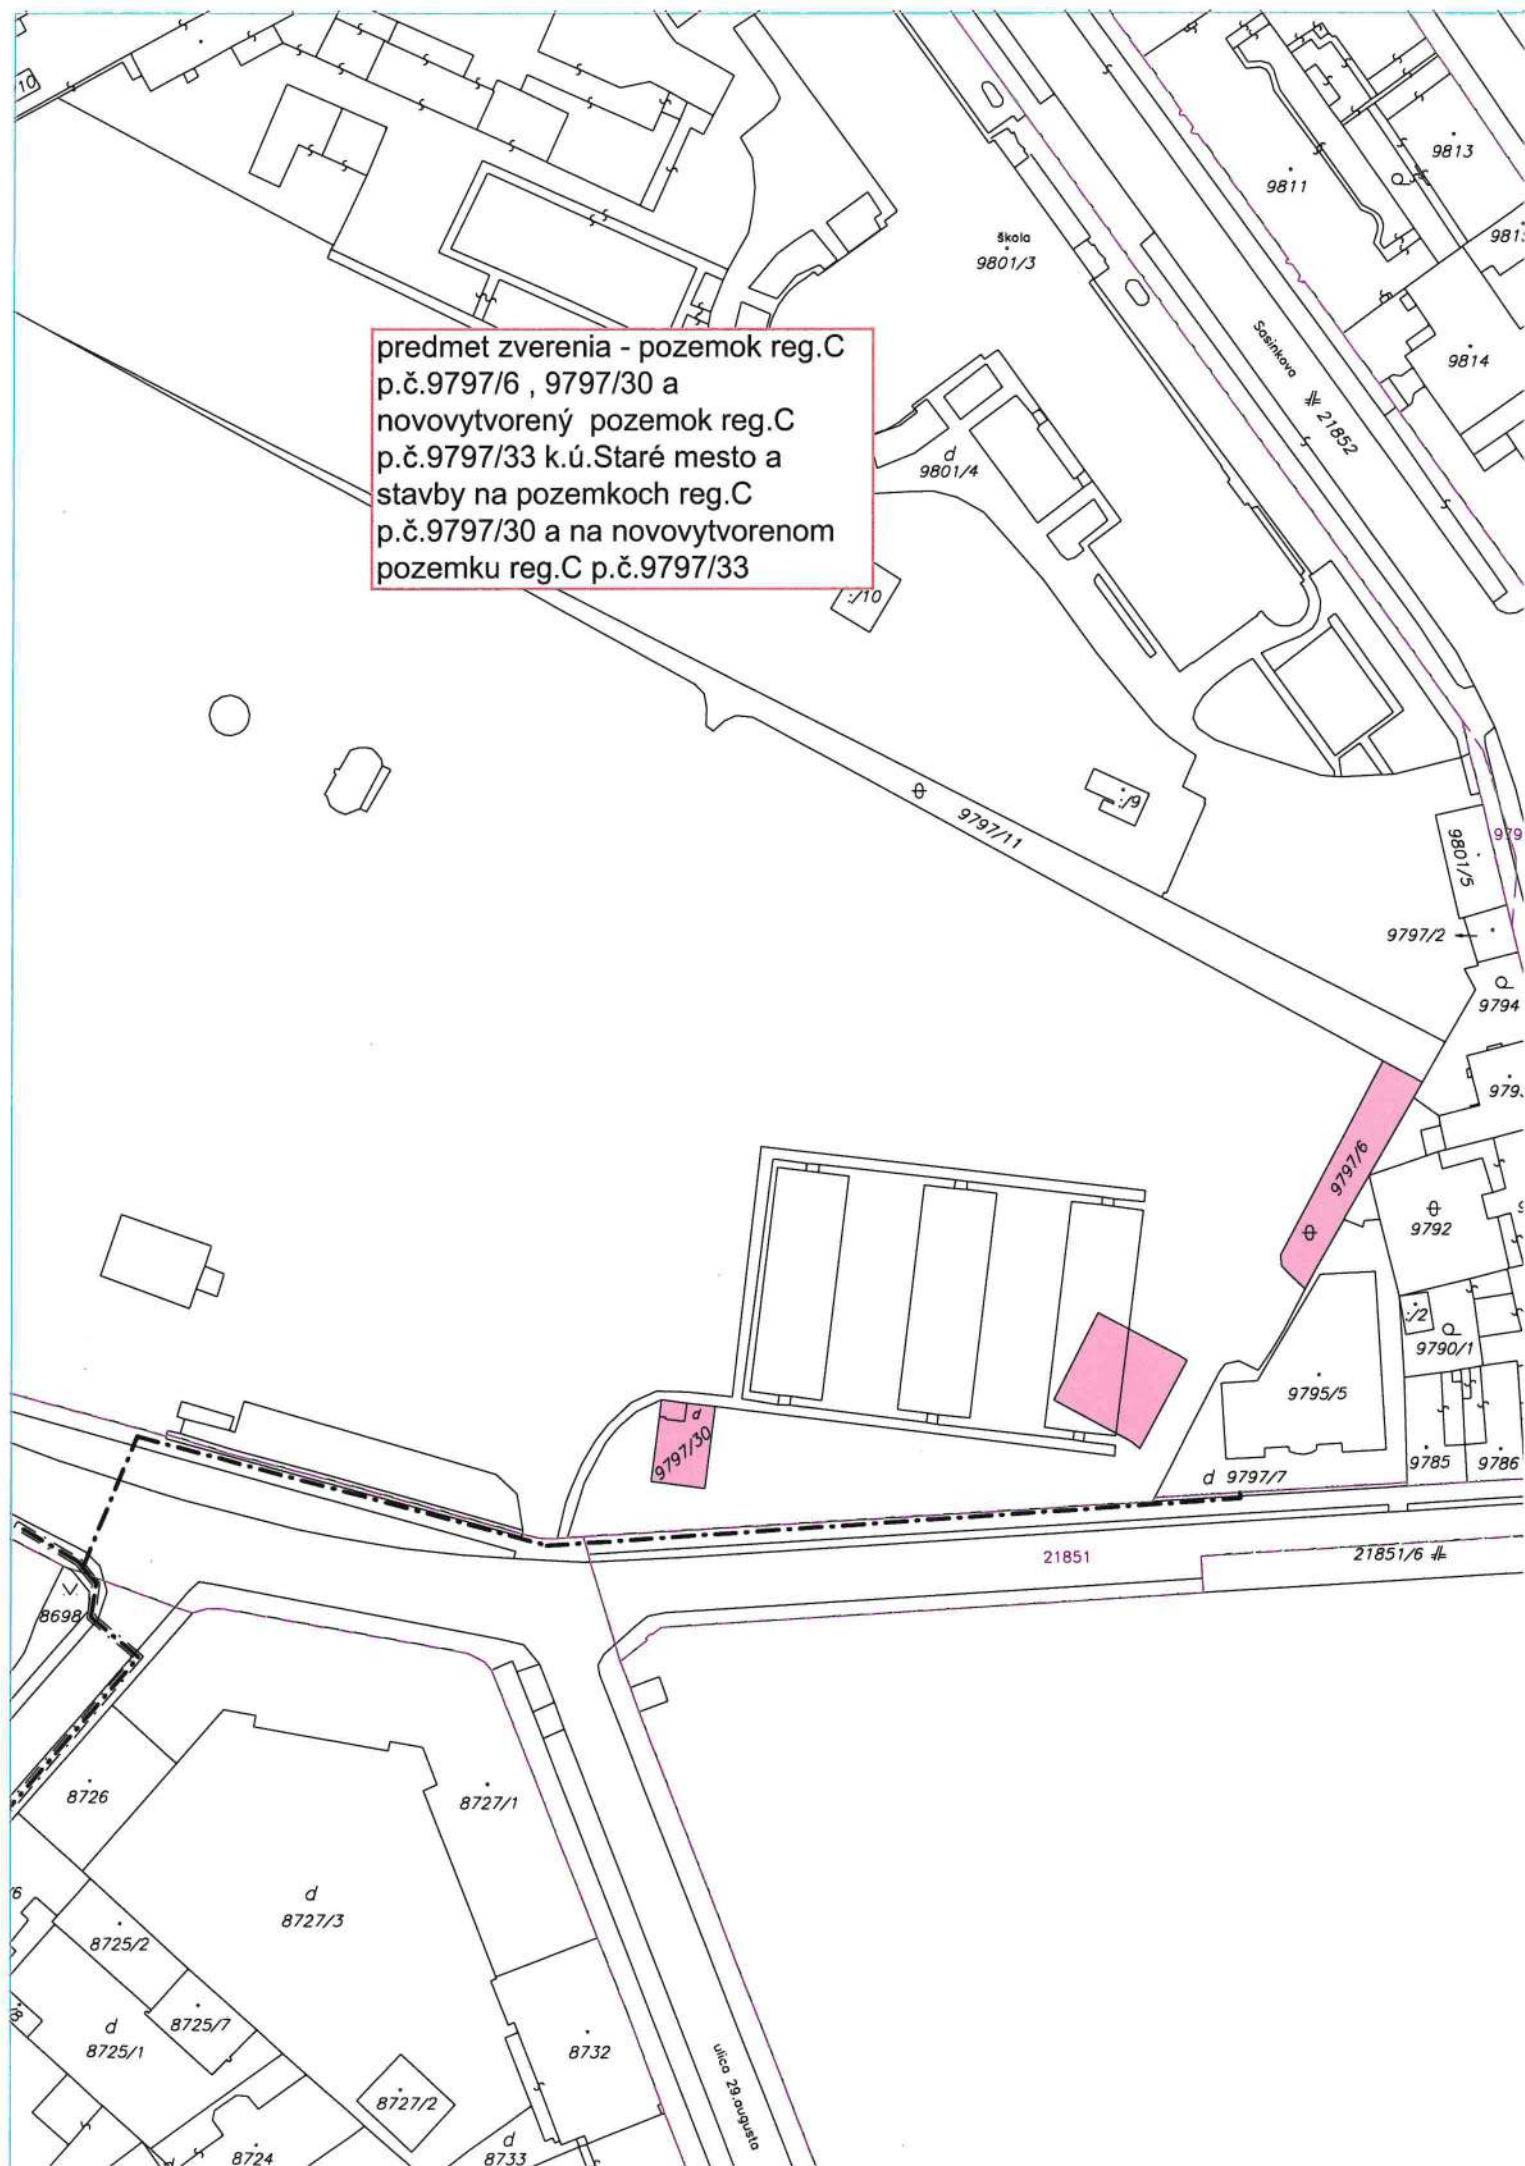 10
9813
9811
981
škola
9801/3
Sasinkova
21852
9814
predmet zverenia - pozemok reg.C
p.č.9797/6 , 9797/30 a
novovytvorený pozemok reg.C
p.č.9797/33 k.ú.Staré mesto a
stavby na pozemkoch reg.C
p.č.9797/30 a na novovytvorenom
pozemku reg.C p.č.9797/33
d
9801/4
:/10
:/9
9797/11
979
9801/5
9797/2
9794
979
9797/6
9792
:/2
9790/1
9795/5
d
9797/30
9785
9786
d 9797/7
21851
21851/6
8698
8726
8727/1
d
8727/3
8725/2
8725/7
d
8725/1
8732
8727/2
ulica 29.augusta
d
8733
8724